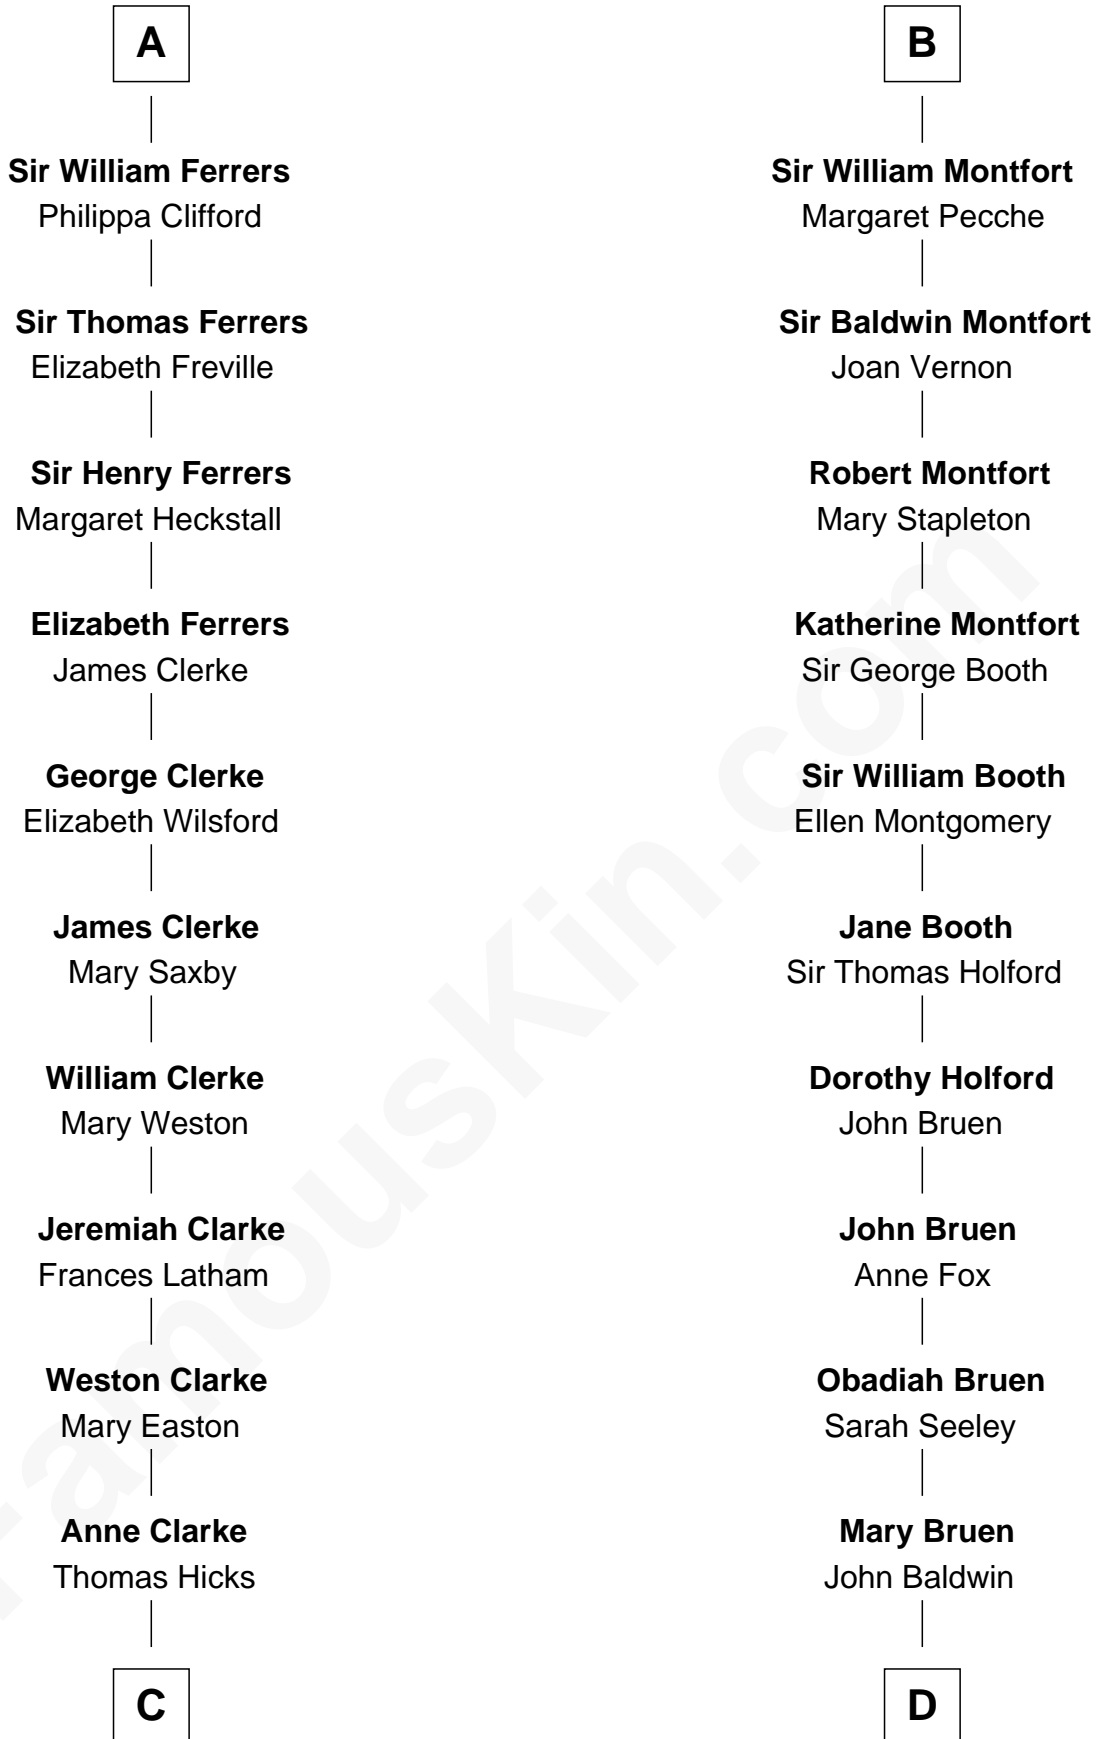 A
Sir William Ferrers
Philippa Clifford
Sir Thomas Ferrers
Elizabeth Freville
Sir Henry Ferrers
Margaret Heckstall
Elizabeth Ferrers
James Clerke
George Clerke
Elizabeth Wilsford
James Clerke
Mary Saxby
William Clerke
Mary Weston
Jeremiah Clarke
Frances Latham
Weston Clarke
Mary Easton
Anne Clarke
Thomas Hicks
C
B
Sir William Montfort
Margaret Pecche
Sir Baldwin Montfort
Joan Vernon
Robert Montfort
Mary Stapleton
Katherine Montfort
Sir George Booth
Sir William Booth
Ellen Montgomery
Jane Booth
Sir Thomas Holford
Dorothy Holford
John Bruen
John Bruen
Anne Fox
Obadiah Bruen
Sarah Seeley
Mary Bruen
John Baldwin
D
FamousKin.com